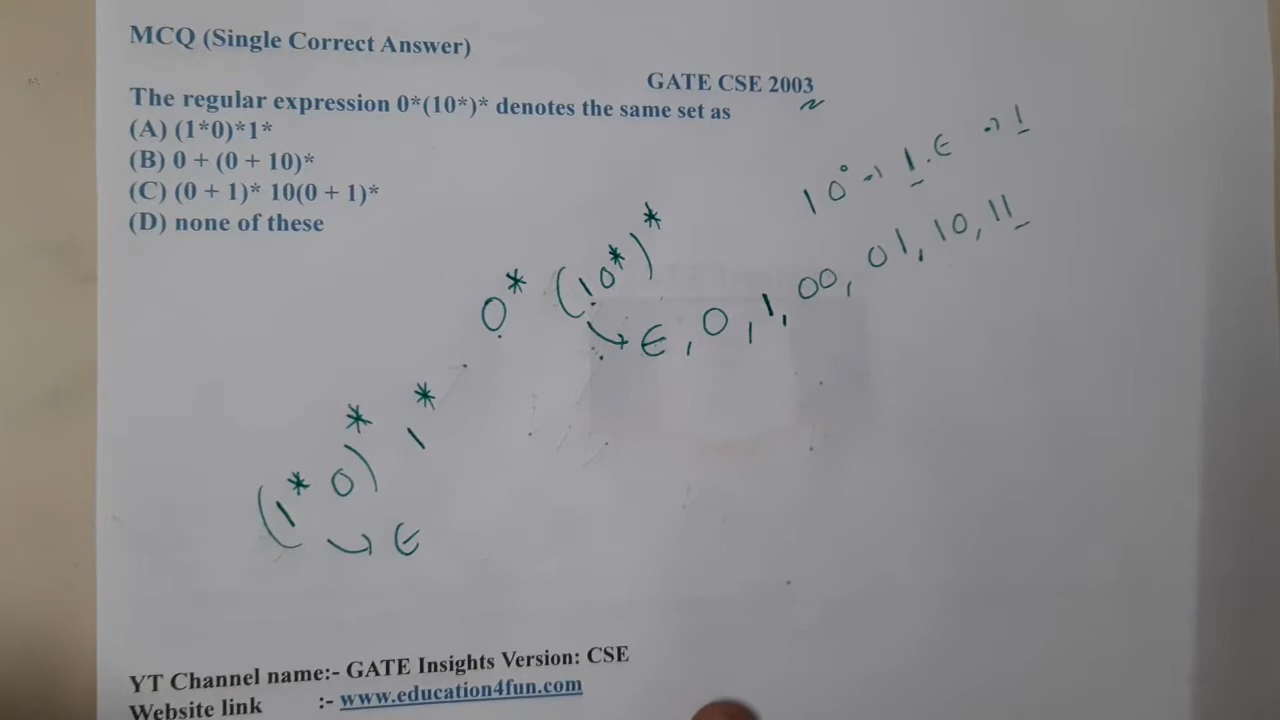 MCQ (Single Correct Answer)
GATE CSE 2003
The regular expression 0*(10*)* denotes the same set as
(A) (1*0)*1*
(B) 0 + (0 + 10)*
(C) (0 + 1)* 10(0 + 1)*
(D) none of these
10° → 1.∈ → 1
0* (10*)*
↳ ∈, 0, 1, 00, 01, 10, 11
(1* 0)* 1*
↳ ∈
YT Channel name:- GATE Insights Version: CSE
Website link :- www.education4fun.com